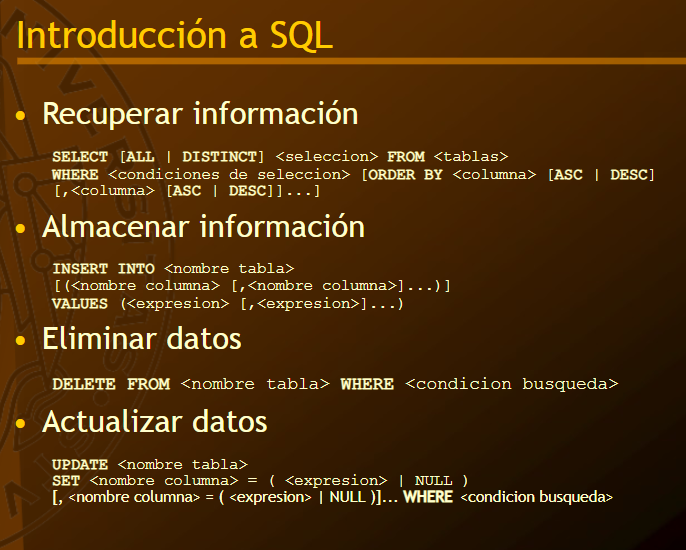 Introducción a SQL
• Recuperar información
SELECT [ALL | DISTINCT] <seleccion> FROM <tablas>
WHERE <condiciones de seleccion> [ORDER BY <columna> [ASC | DESC]
[,<columna> [ASC | DESC]]...]
• Almacenar información
INSERT INTO <nombre tabla>
[(<nombre columna> [,<nombre columna>]...)]
VALUES (<expresion> [,<expresion>]...)
• Eliminar datos
DELETE FROM <nombre tabla> WHERE <condicion busqueda>
• Actualizar datos
UPDATE <nombre tabla>
SET <nombre columna> = ( <expresion> | NULL )
[, <nombre columna> = ( <expresion> | NULL )]... WHERE <condicion busqueda>